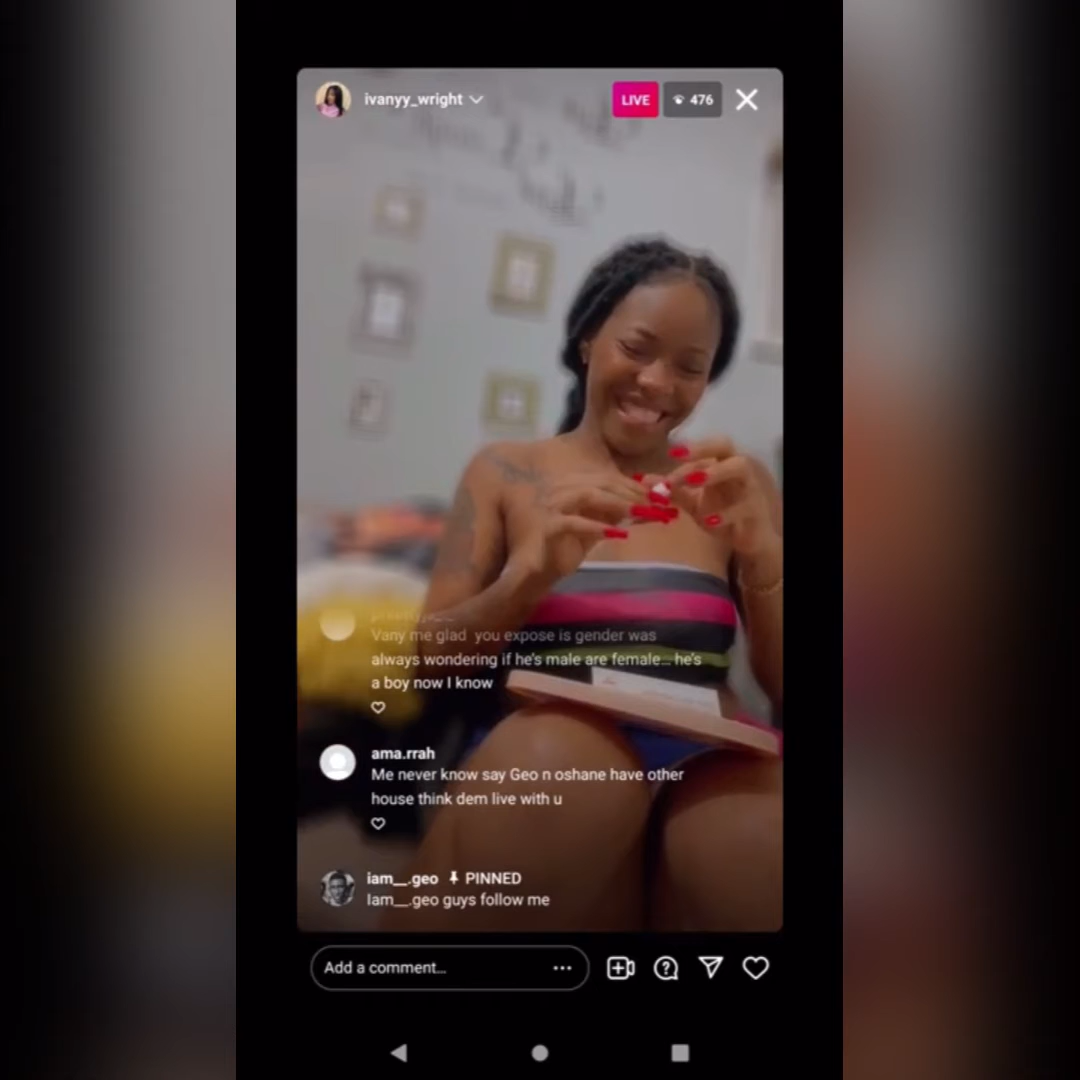 ivanyy_wright
LIVE
476
Vany me glad you expose is gender was
always wondering if he's male are female... he's
a boy now I know
ama.rrah
Me never know say Geo n oshane have other
house think dem live with u
iam__.geo PINNED
Iam__.geo guys follow me
Add a comment...